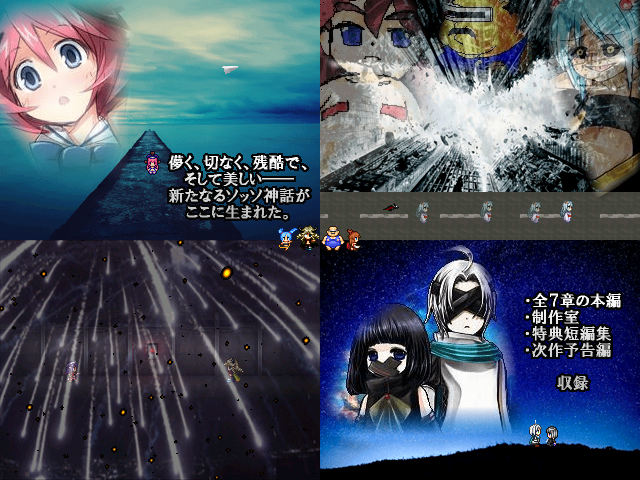 儚く、切なく、残酷で、
そして美しい――
新たなるソッソ神話が
ここに生まれた。
・全7章の本編
・制作室
・特典短編集
・次作予告編
収録